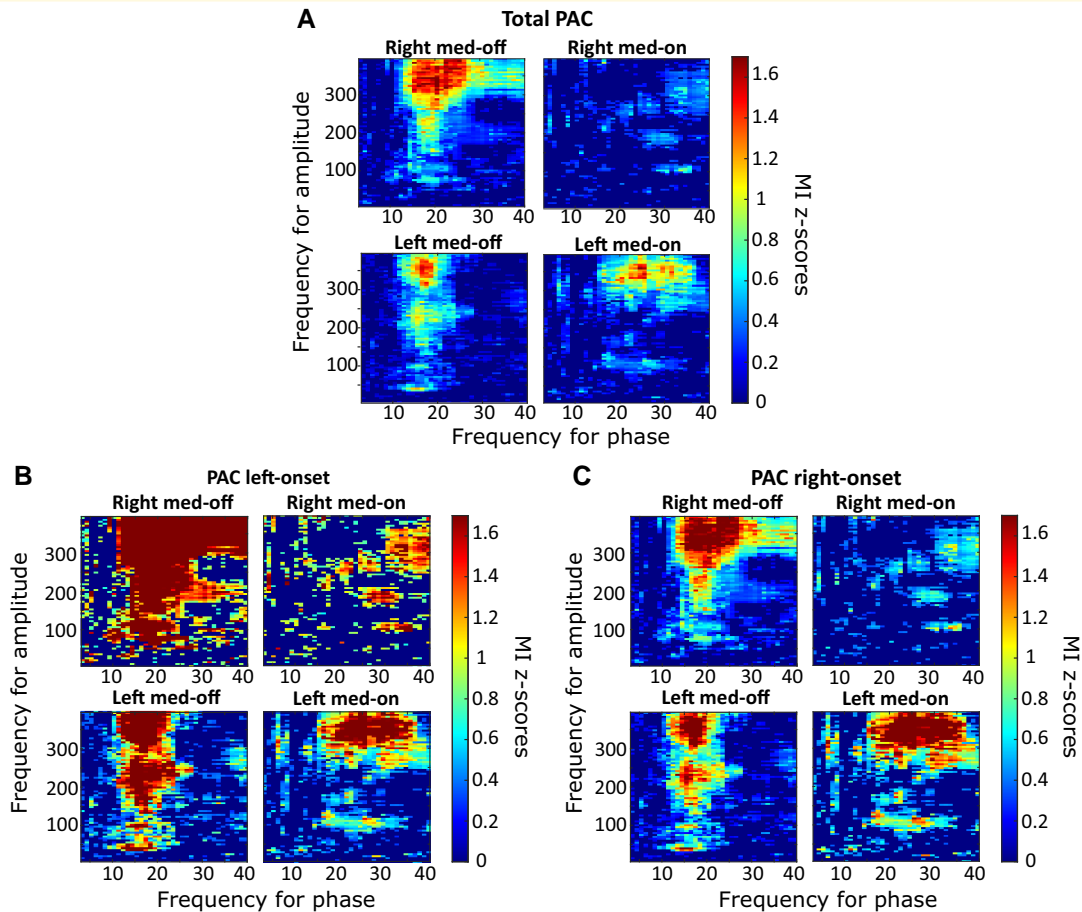 A
Total PAC
Right med-off
Right med-on
300
200
100
10 20 30 40
10 20 30 40
Left med-off
Left med-on
300
200
100
10 20 30 40
10 20 30 40
Frequency for amplitude
Frequency for phase
1.6
1.4
1.2
1
0.8
0.6
0.4
0.2
0
MI z-scores
B
PAC left-onset
Right med-off
Right med-on
300
200
100
10 20 30 40
10 20 30 40
Left med-off
Left med-on
300
200
100
10 20 30 40
10 20 30 40
Frequency for amplitude
Frequency for phase
1.6
1.4
1.2
1
0.8
0.6
0.4
0.2
0
MI z-scores
C
PAC right-onset
Right med-off
Right med-on
300
200
100
10 20 30 40
10 20 30 40
Left med-off
Left med-on
300
200
100
10 20 30 40
10 20 30 40
Frequency for amplitude
Frequency for phase
1.6
1.4
1.2
1
0.8
0.6
0.4
0.2
0
MI z-scores